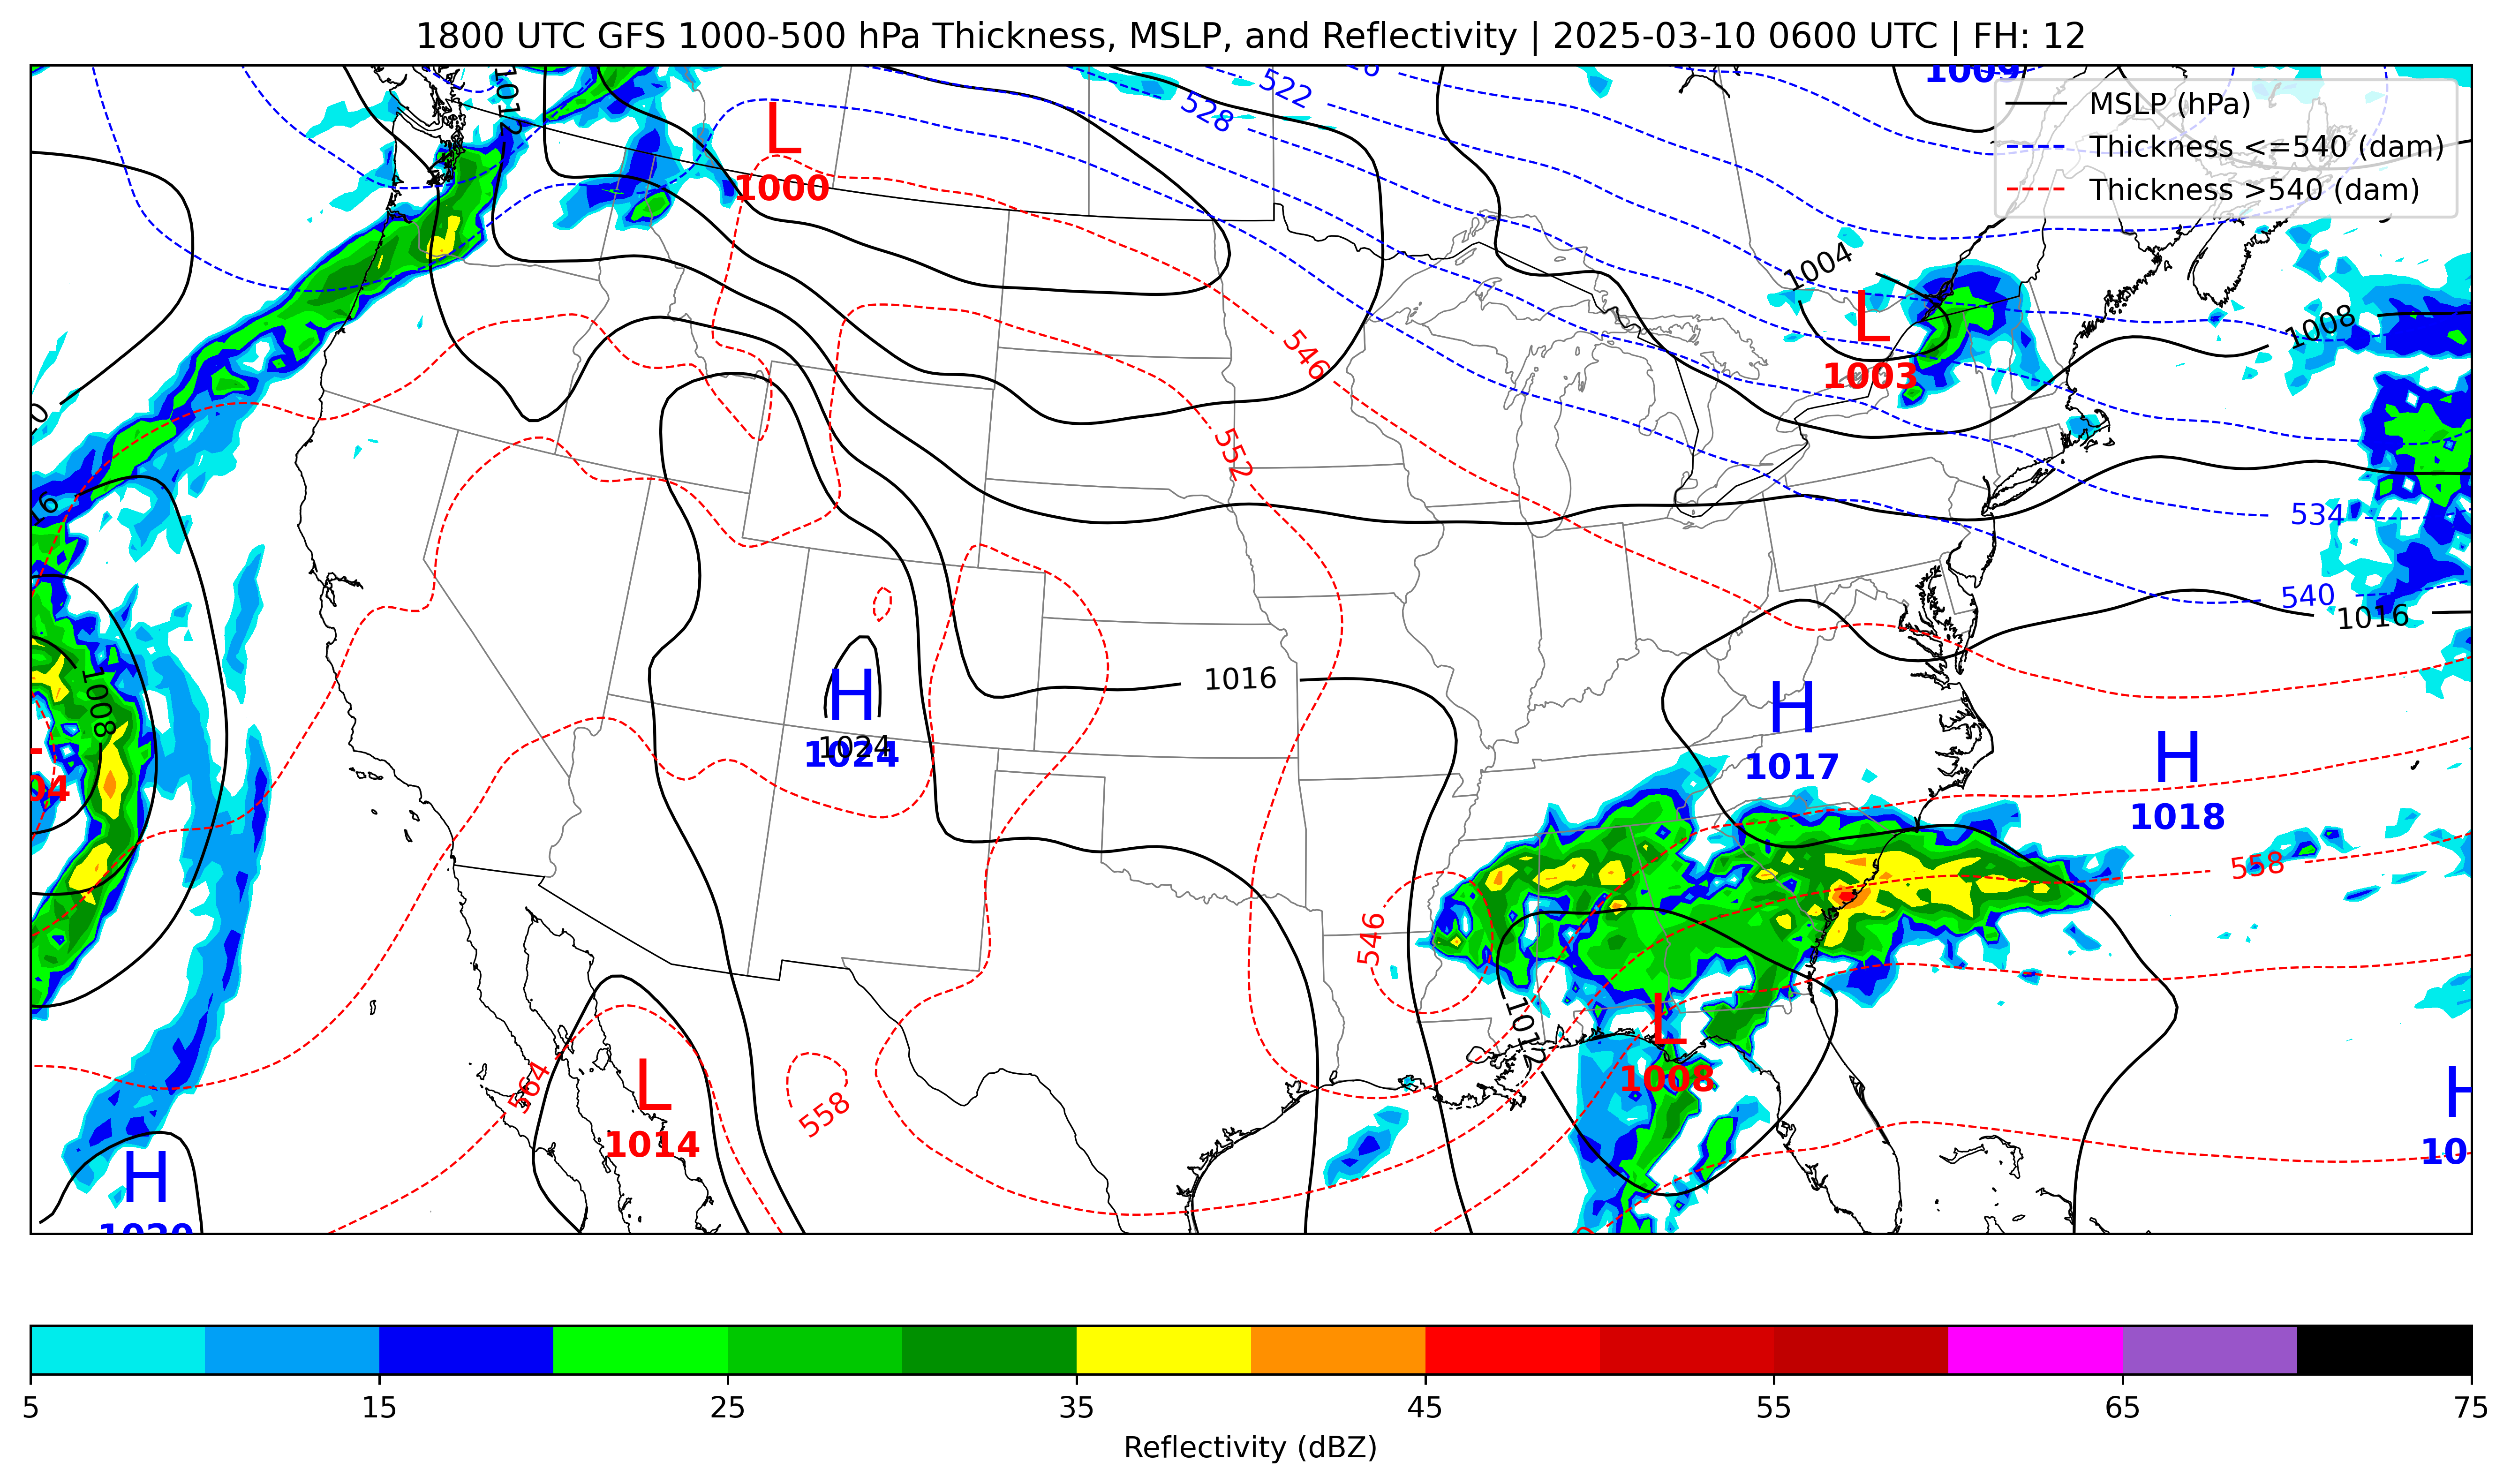 1800 UTC GFS 1000-500 hPa Thickness, MSLP, and Reflectivity | 2025-03-10 0600 UTC | FH: 12
1009
MSLP (hPa)
Thickness <=540 (dam)
Thickness >540 (dam)
1012
522
528
L
1000
1004
L
1003
1008
546
552
16
534
540
1016
1016
1008
H
1024
1024
H
1017
H
1018
04
558
546
1012
L
1008
564
L
1014
558
H
10
H
1020
5 15 25 35 45 55 65 75
Reflectivity (dBZ)